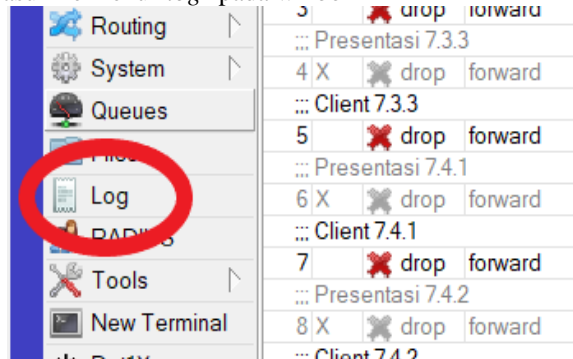 Routing
System
Queues
Files
Log
RADIUS
Tools
New Terminal
3 drop forward
::: Presentasi 7.3.3
4 X drop forward
::: Client 7.3.3
5 drop forward
::: Presentasi 7.4.1
6 X drop forward
::: Client 7.4.1
7 drop forward
::: Presentasi 7.4.2
8 X drop forward
::: Client 7.4.2